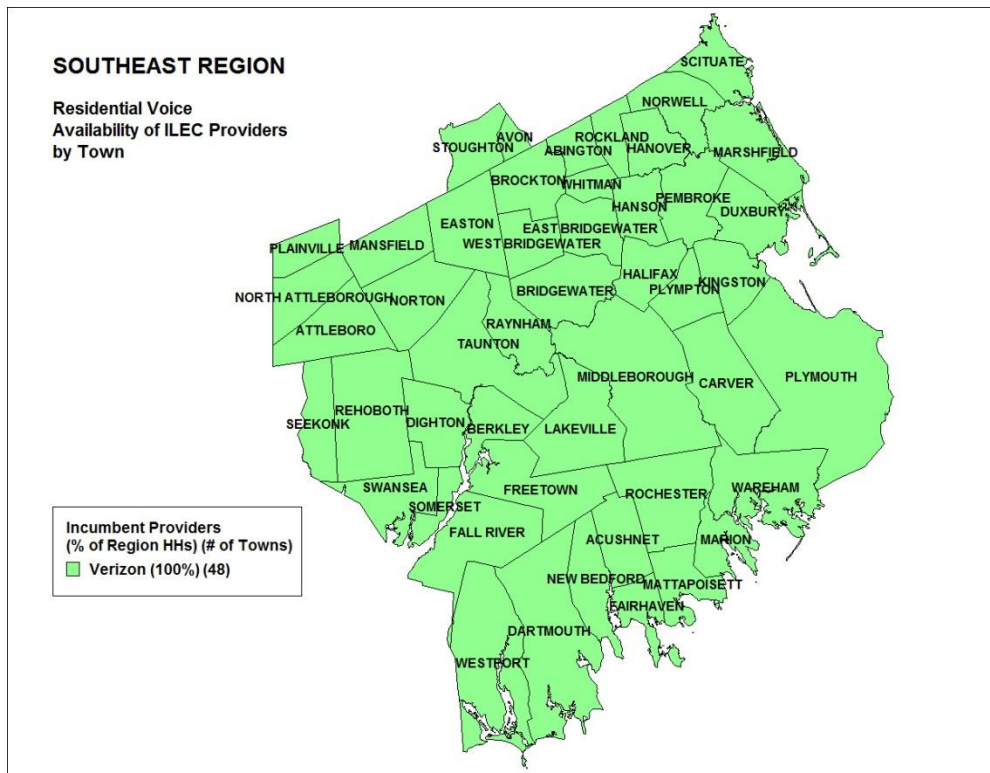 SOUTHEAST REGION
Residential Voice
Availability of ILEC Providers
by Town
SCITUATE
NORWELL
AVON
ROCKLAND
STOUGHTON
ABINGTON
HANOVER
MARSHFIELD
BROCKTON
WHITMAN
PEMBROKE
HANSON
DUXBURY
EASTON
EAST BRIDGEWATER
PLAINVILLE
MANSFIELD
WEST BRIDGEWATER
HALIFAX
KINGSTON
NORTH ATTLEBOROUGH
NORTON
BRIDGEWATER
PLYMPTON
ATTLEBORO
RAYNHAM
TAUNTON
MIDDLEBOROUGH
CARVER
PLYMOUTH
REHOBOTH
SEEKONK
DIGHTON
BERKLEY
LAKEVILLE
SWANSEA
FREETOWN
ROCHESTER
WAREHAM
SOMERSET
FALL RIVER
ACUSHNET
MARION
NEW BEDFORD
MATTAPOISETT
FAIRHAVEN
DARTMOUTH
WESTPORT
Incumbent Providers
(% of Region HHs) (# of Towns)
Verizon (100%) (48)